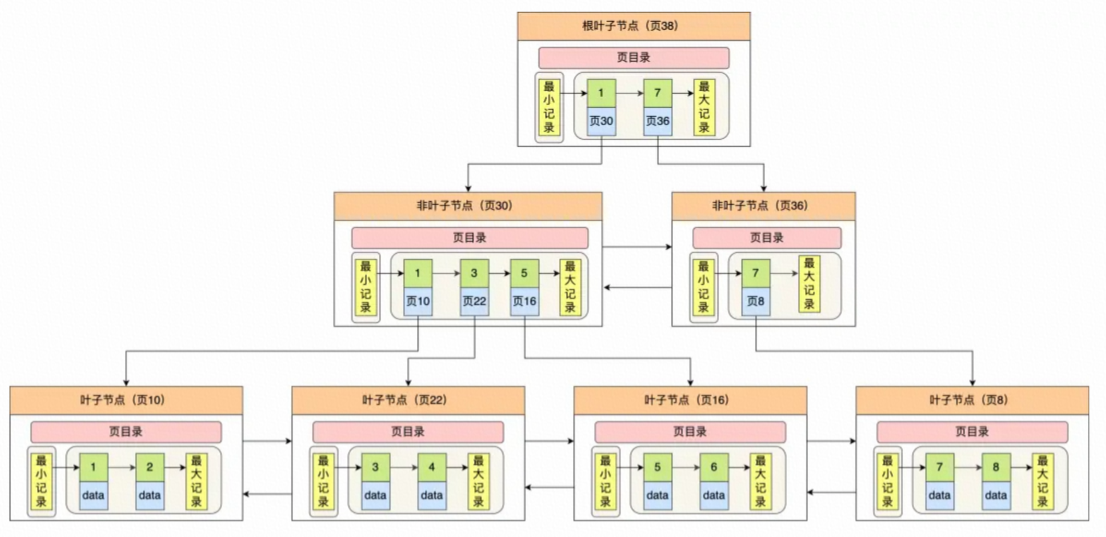 根叶子节点（页38）
页目录
最小记录
1
7
最大记录
页30
页36
非叶子节点（页30）
页目录
最小记录
1
3
5
最大记录
页10
页22
页16
非叶子节点（页36）
页目录
最小记录
7
最大记录
页8
叶子节点（页10）
页目录
最小记录
1
2
最大记录
data
data
叶子节点（页22）
页目录
最小记录
3
4
最大记录
data
data
叶子节点（页16）
页目录
最小记录
5
6
最大记录
data
data
叶子节点（页8）
页目录
最小记录
7
8
最大记录
data
data